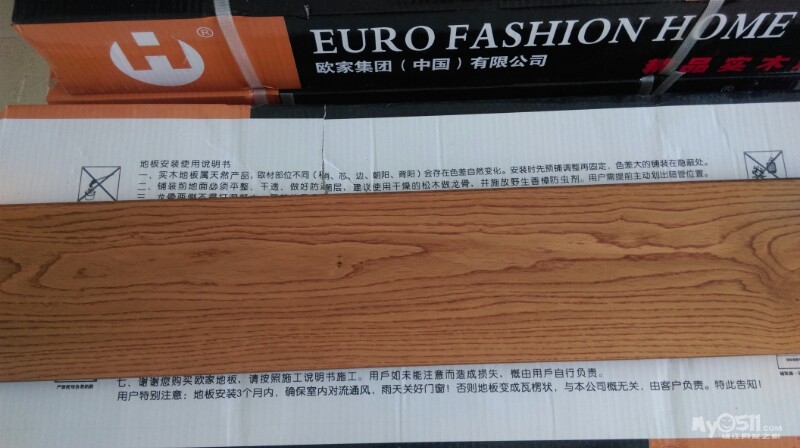 EURO FASHION HOME
欧家集团（中国）有限公司
精品实木
地板安装使用说明书
一、实木地板属天然产品，取材部位不同（梢、芯、边、朝阳、背阳）会存在色差自然变化。安装时先预铺调整再固定，色差大的铺装在隐蔽处。
二、铺装前地面必须平整、干透、做好防潮层，建议使用干燥的松木做龙骨。并施放野生香樟防虫剂。用户需提前主动划出暗管位置。
七、谢谢您购买欧家地板，请按照施工说明书施工。用戶如未能注意而造成损失、概由用戶自行负责。
用户特别注意：地板安装3个月内，确保室内对流通风，雨天关好门窗！否则地板变成瓦楞状，与本公司概无关，由客户负责。特此告知！
My0511.com